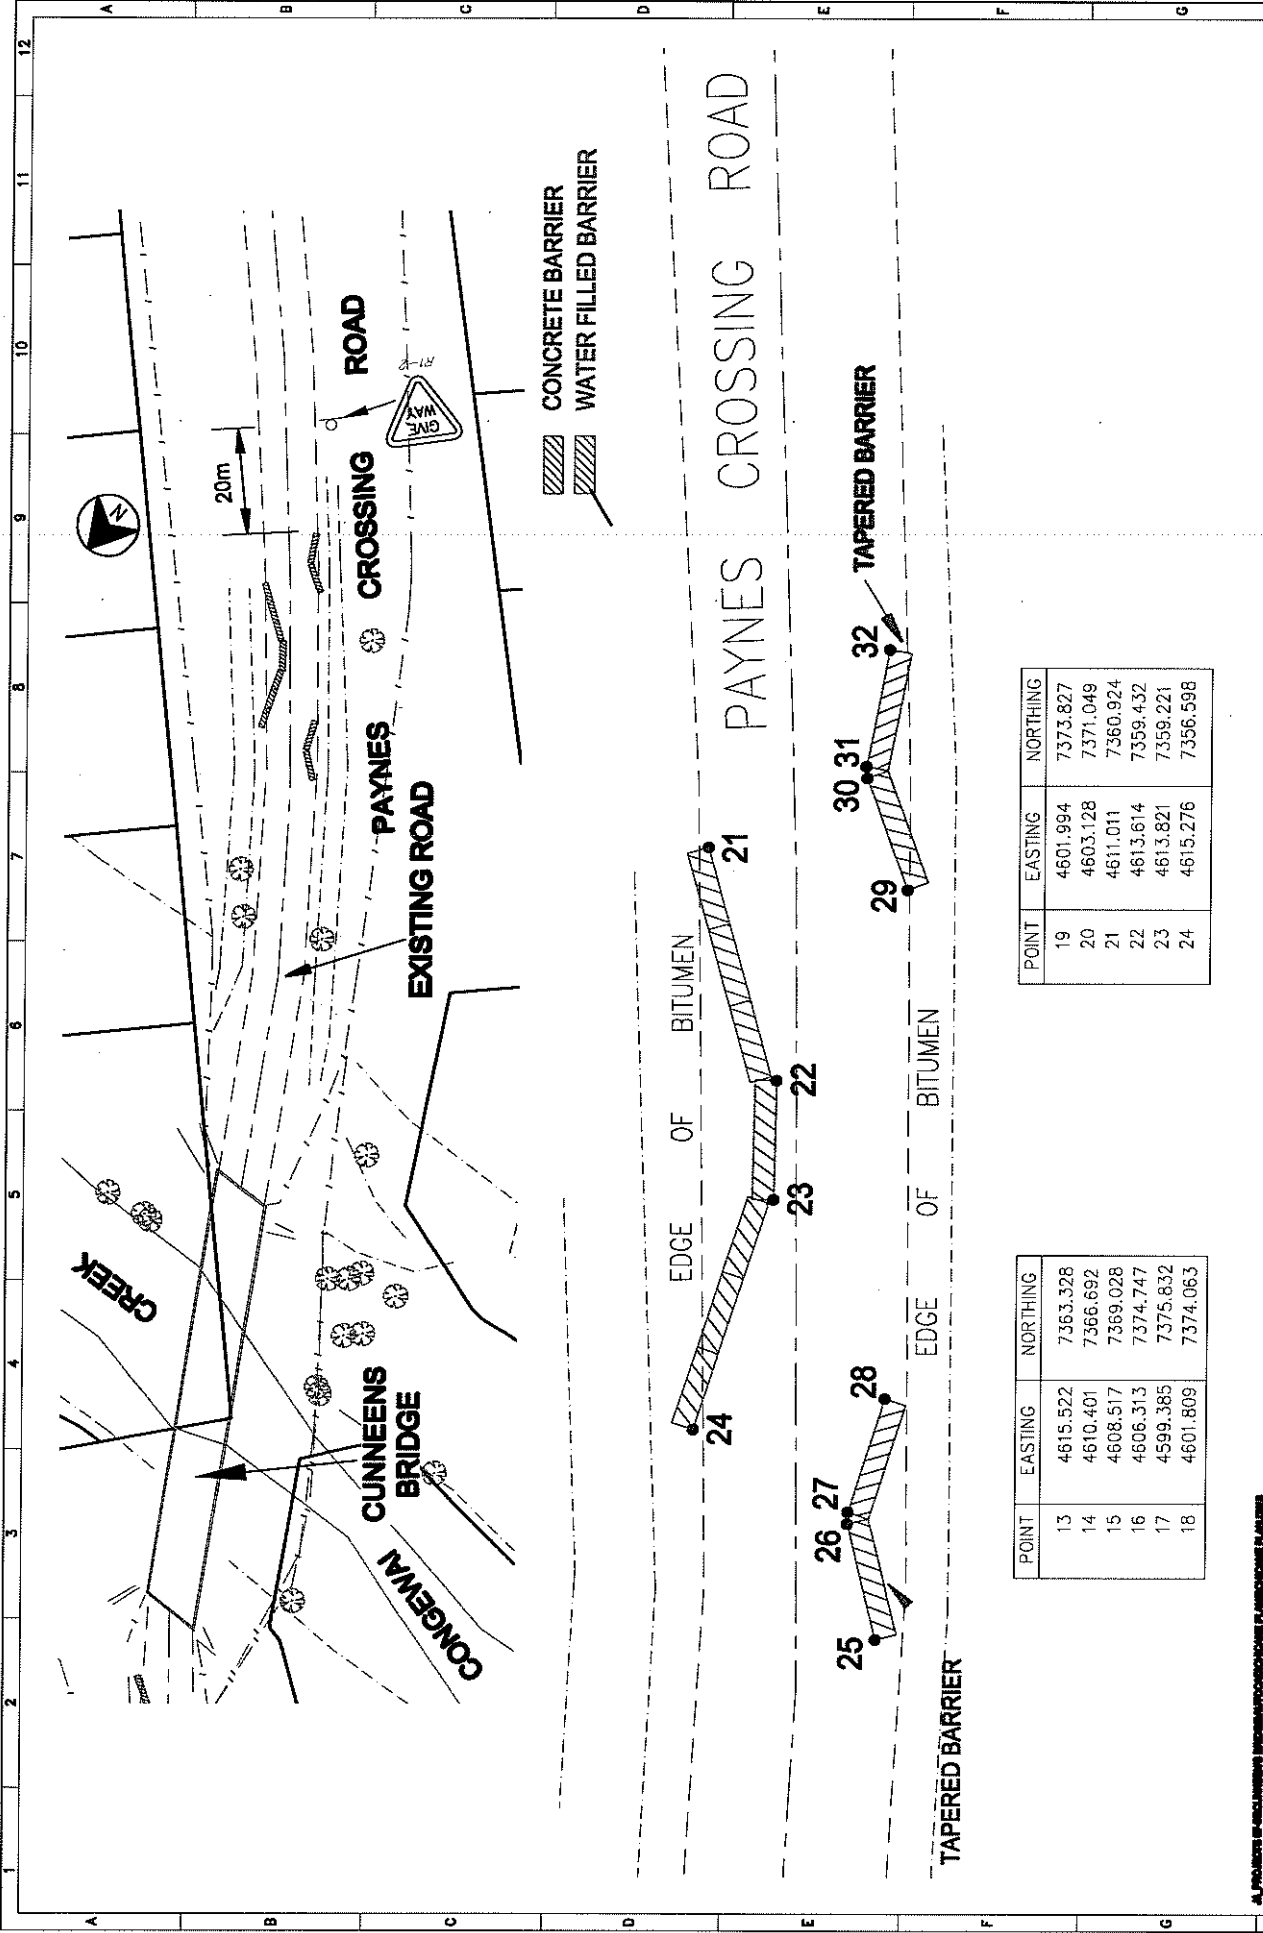 1 2 3 4 5 6 7 8 9 10 11 12
A
B
C
D
E
F
G
A
B
C
D
E
F
G
N
20m
CREEK
CONGEWAI
CUNNEENS
BRIDGE
EXISTING ROAD
PAYNES CROSSING ROAD
GIVE
WAY
R1-2
CONCRETE BARRIER
WATER FILLED BARRIER
PAYNES CROSSING ROAD
EDGE OF BITUMEN
21
22
23
24
EDGE OF BITUMEN
25
26 27
28
29
30 31
32
TAPERED BARRIER
TAPERED BARRIER
POINT EASTING NORTHING
13 4615.522 7363.328
14 4610.401 7366.692
15 4608.517 7369.028
16 4606.313 7374.747
17 4599.385 7375.832
18 4601.809 7374.063
POINT EASTING NORTHING
19 4601.994 7373.827
20 4603.128 7371.049
21 4611.011 7360.924
22 4613.614 7359.432
23 4613.821 7359.221
24 4615.276 7356.598